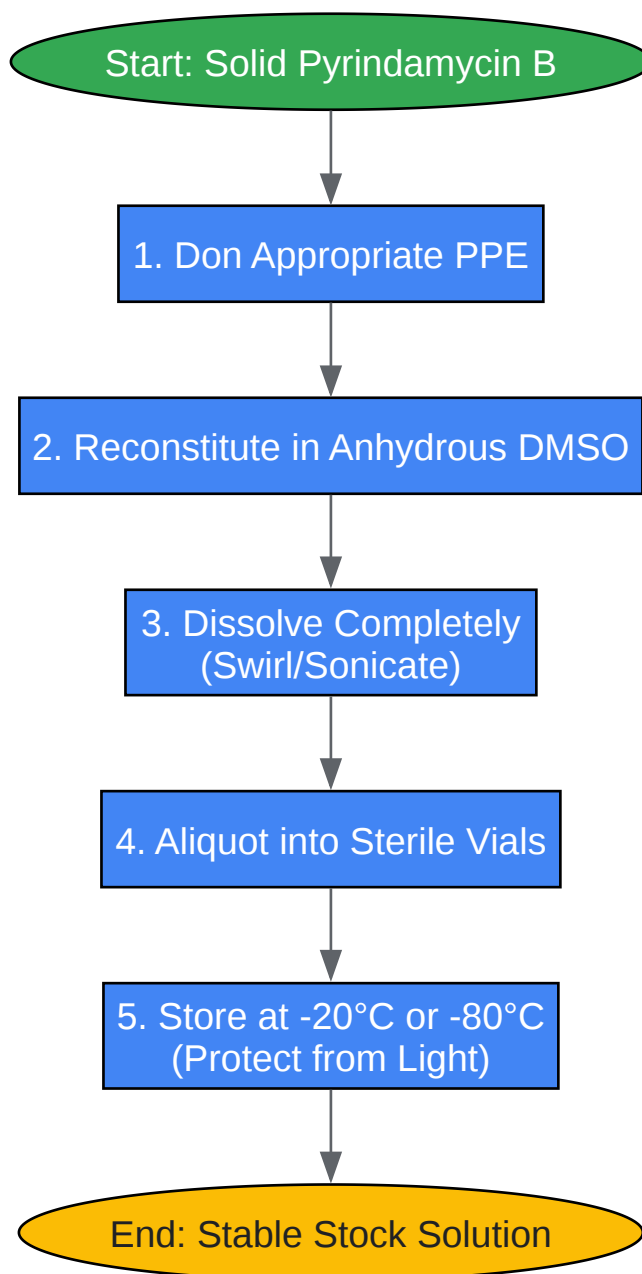 Start: Solid Pyrindamycin B
1. Don Appropriate PPE
2. Reconstitute in Anhydrous DMSO
3. Dissolve Completely
(Swirl/Sonicate)
4. Aliquot into Sterile Vials
5. Store at -20°C or -80°C
(Protect from Light)
End: Stable Stock Solution